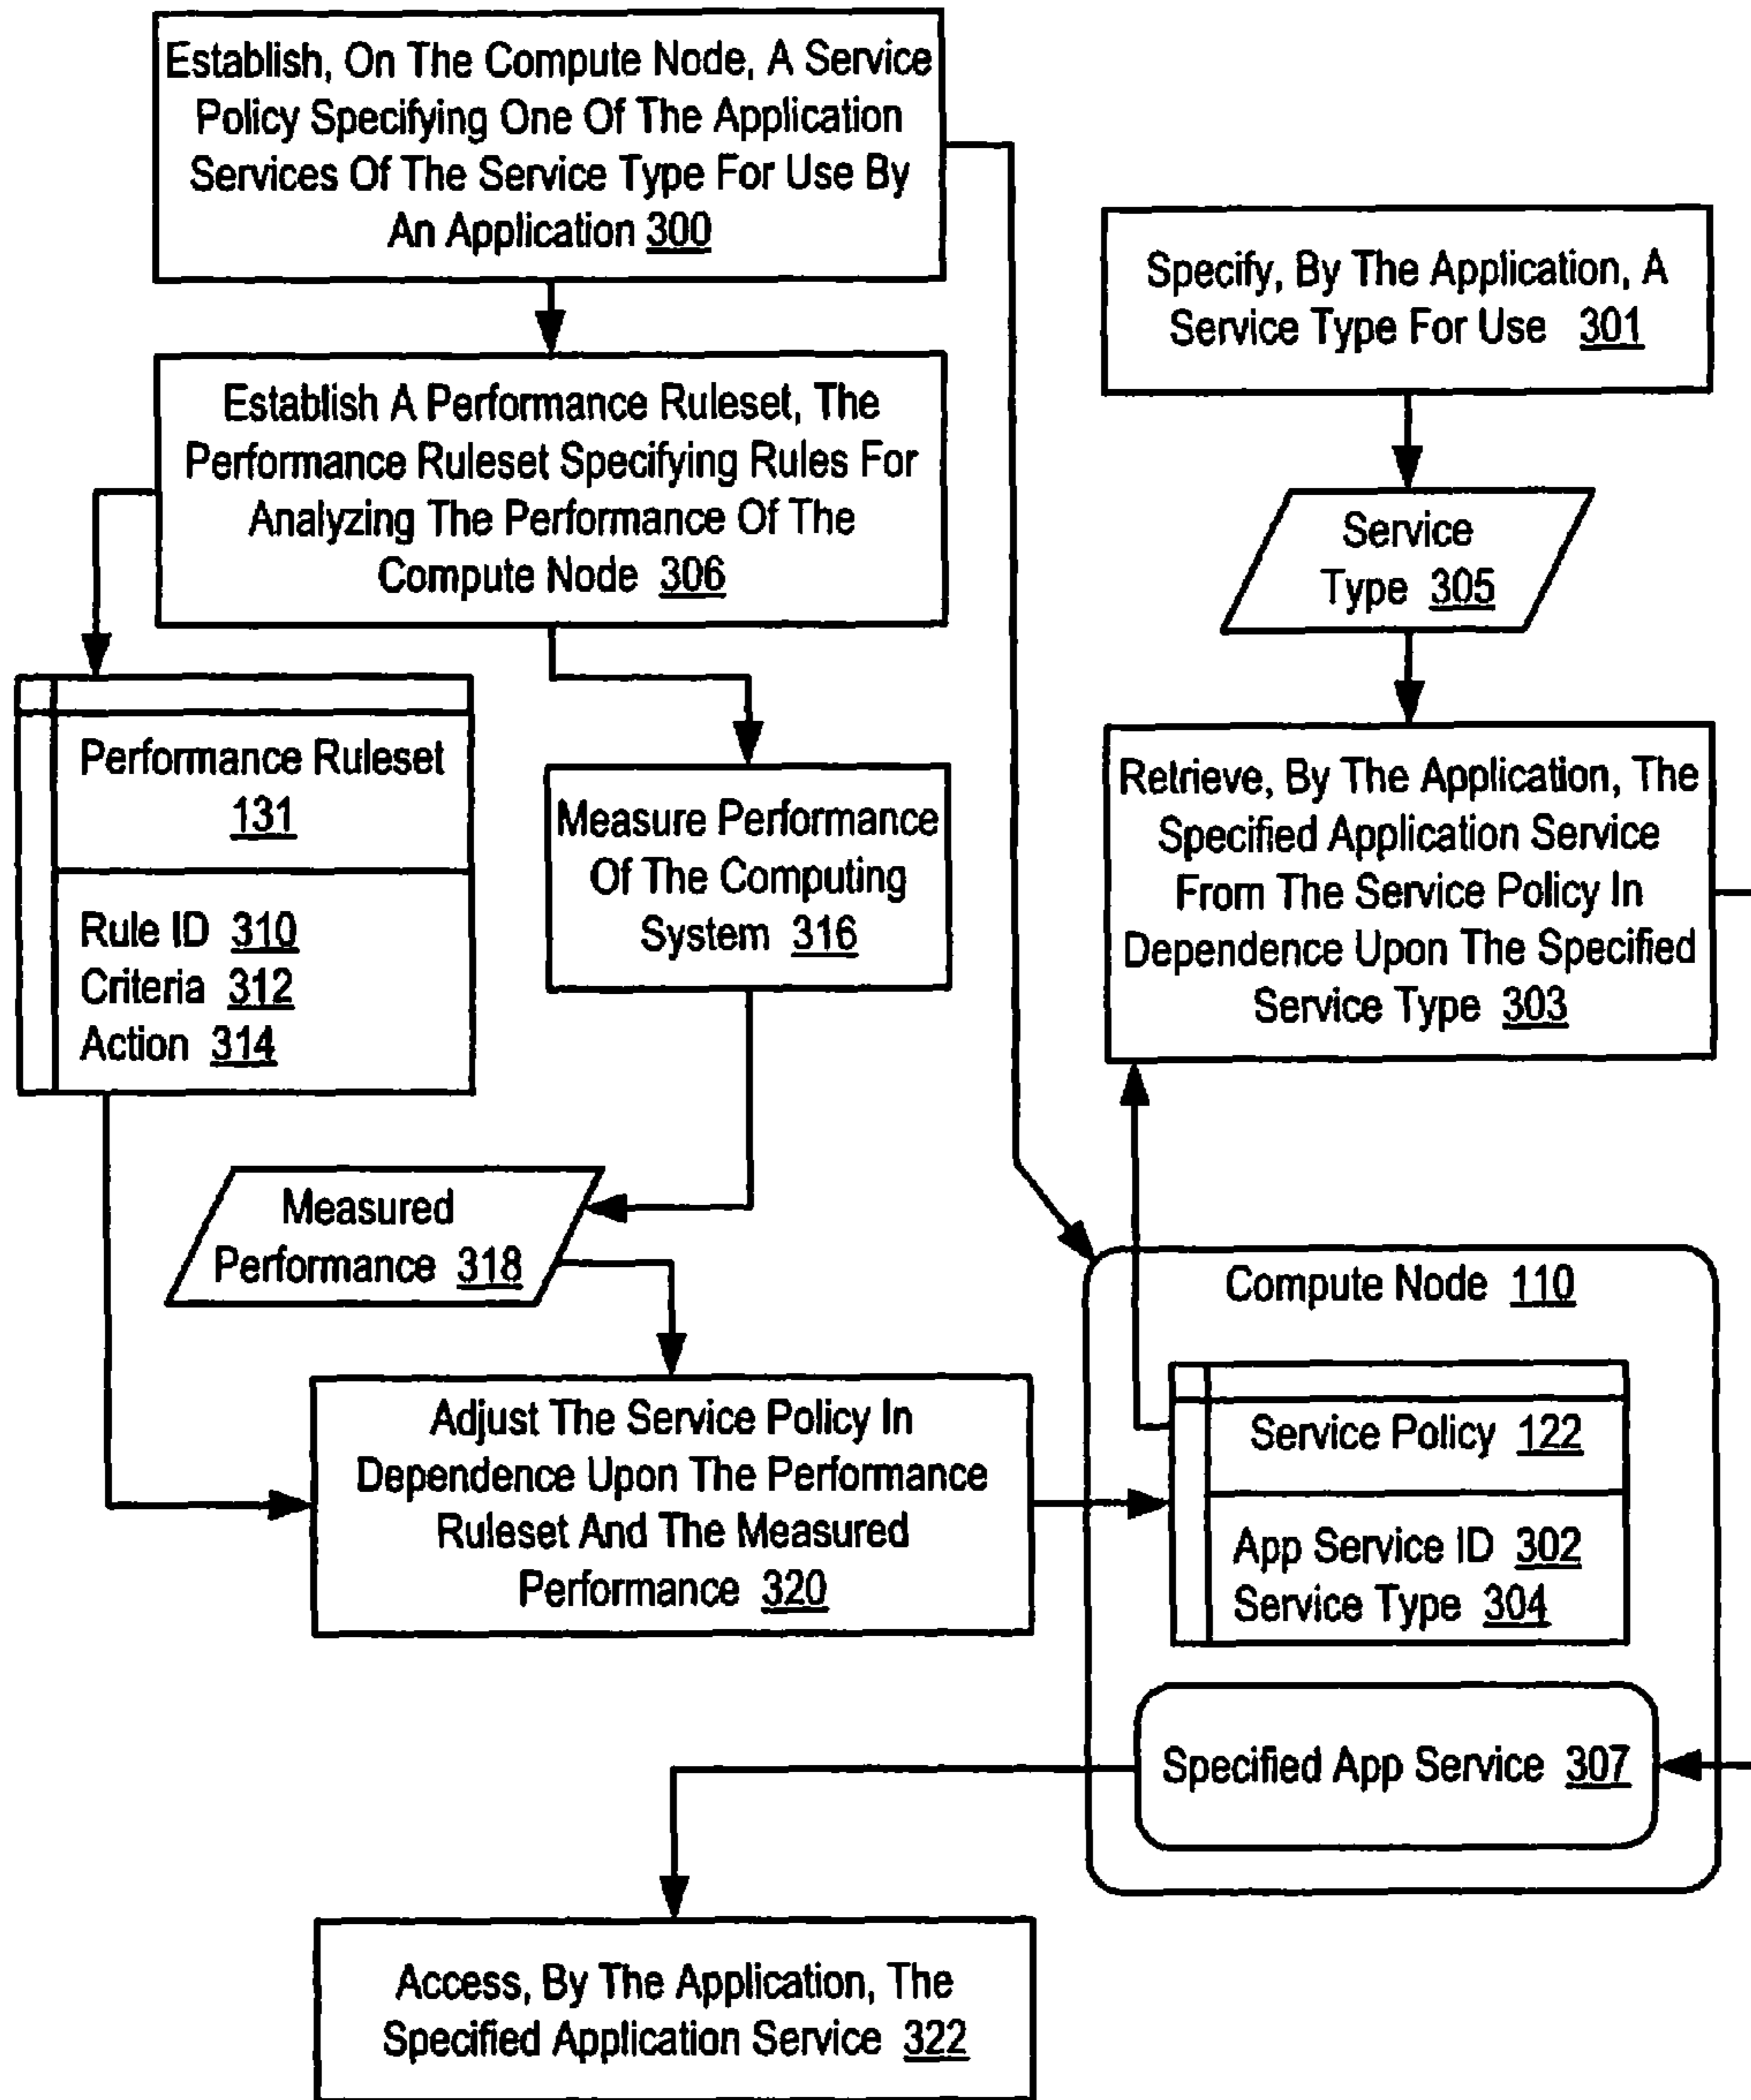 Establish, On The Compute Node, A Service
Policy Specifying One Of The Application
Services Of The Service Type For Use By
An Application 300
Specify, By The Application, A
Service Type For Use 301
Establish A Performance Ruleset, The
Performance Ruleset Specifying Rules For
Analyzing The Performance Of The
Compute Node 306
Service
Type 305
Performance Ruleset
131
Rule ID 310
Criteria 312
Action 314
Measure Performance
Of The Computing
System 316
Retrieve, By The Application, The
Specified Application Service
From The Service Policy In
Dependence Upon The Specified
Service Type 303
Measured
Performance 318
Compute Node 110
Adjust The Service Policy In
Dependence Upon The Performance
Ruleset And The Measured
Performance 320
Service Policy 122
App Service ID 302
Service Type 304
Specified App Service 307
Access, By The Application, The
Specified Application Service 322